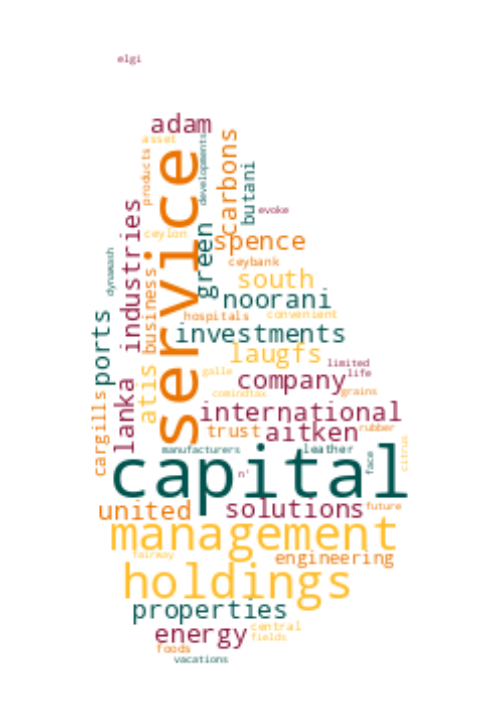 elgi
adam
asset
service
carbons
developments
products
butani
industries
evoke
green
ceylon
spence
dynawash
ceybank
business
south
noorani
ports
hospitals
convenient
investments
laugfs
limited
galle
life
company
atis
lanka
cargills
comindtax
grains
international
trust
aitken
rubber
citrus
manufacturers
leather
face
capital
n'
united
solutions
future
management
fairway
engineering
holdings
properties
central
energy
fields
foods
vacations